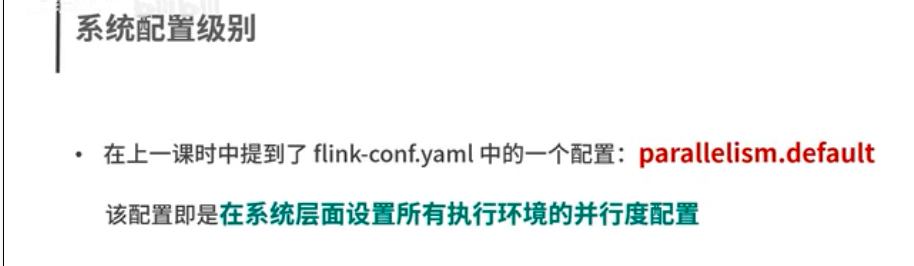 系统配置级别
• 在上一课时中提到了 flink-conf.yaml 中的一个配置：parallelism.default
该配置即是在系统层面设置所有执行环境的并行度配置